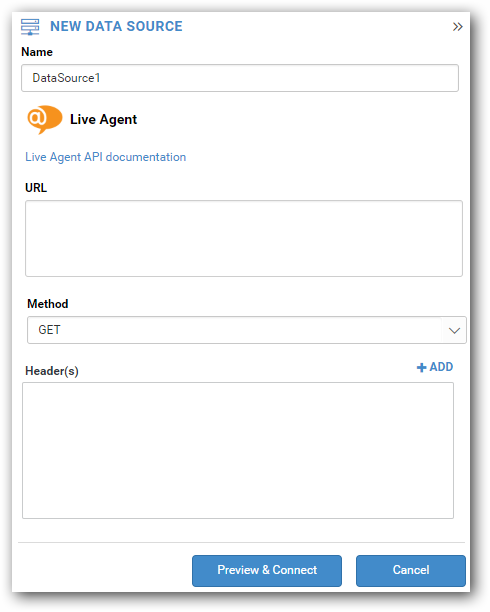 NEW DATA SOURCE
Name
DataSource1
@ Live Agent
Live Agent API documentation
URL
Method
GET
Header(s) + ADD
Preview & Connect Cancel